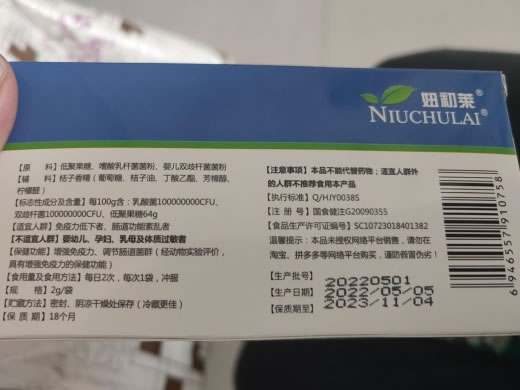 妞初莱®
NIUCHULAI®
【原 料】低聚果糖、嗜酸乳杆菌菌粉、婴儿双歧杆菌菌粉
【辅 料】桔子香精（葡萄糖、桔子油、丁酸乙酯、芳樟醇、
柠檬醛）
【标志性成分及含量】每100g含：乳酸菌100000000CFU、
双歧杆菌100000000CFU、低聚果糖64g
【适宜人群】免疫力低下者、肠道功能紊乱者
【不适宜人群】婴幼儿、孕妇、乳母及体质过敏者
【保健功能】增强免疫力、调节肠道菌群（经动物实验评价，
具有增强免疫力的保健功能）
【食用量及食用方法】每日2次，每次1袋，冲服
【规 格】2g/袋
【贮藏方法】密封、阴凉干燥处保存（冷藏更佳）
【保 质 期】18个月
【注意事项】本品不能代替药物；适宜人群外
的人群不推荐食用本产品
【执行标准】Q/HJY0038S
【注 册 号】国食健注G20090355
【食品生产许可证编号】SC10723018401382
温馨提示：本品未授权网络平台销售，请勿在
淘宝、拼多多等网络平台购买，谨防假冒伪劣！
【生产批号】20220501
【生产日期】2022/05/05
【保质期至】2023/11/04
6946557910758